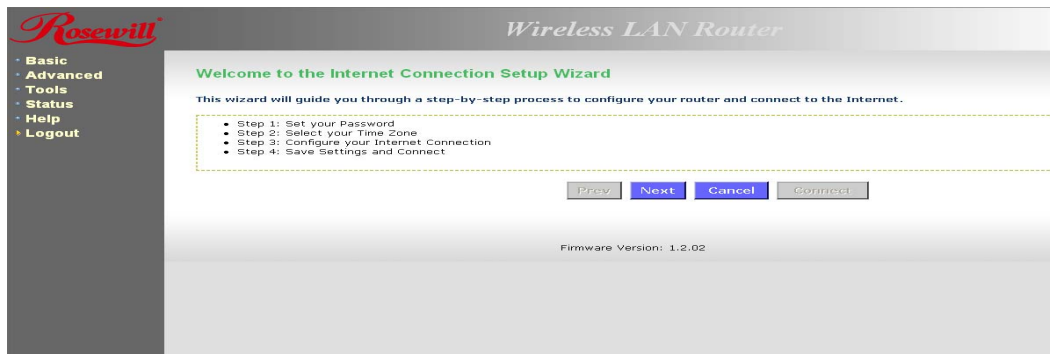 Rosewill
Wireless LAN Router
Basic
Advanced
Tools
Status
Help
Logout
Welcome to the Internet Connection Setup Wizard
This wizard will guide you through a step-by-step process to configure your router and connect to the Internet.
Step 1: Set your Password
Step 2: Select your Time Zone
Step 3: Configure your Internet Connection
Step 4: Save Settings and Connect
Prev Next Cancel Connect
Firmware Version: 1.2.02